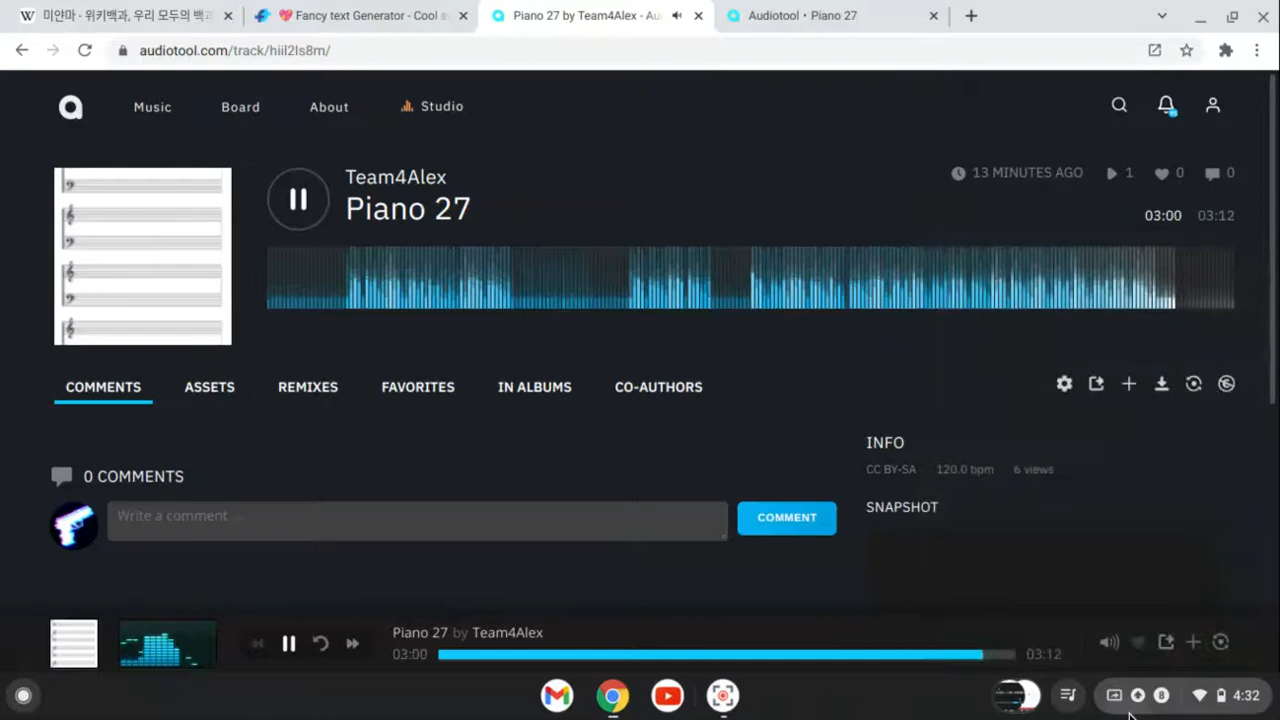 미얀마 - 위키백과, 우리 모두의 백과
💖 Fancy text Generator - Cool s
Piano 27 by Team4Alex - Au
Audiotool • Piano 27
audiotool.com/track/hiil2ls8m/
Music
Board
About
Studio
Team4Alex
Piano 27
13 MINUTES AGO
1
0
0
03:00
03:12
COMMENTS
ASSETS
REMIXES
FAVORITES
IN ALBUMS
CO-AUTHORS
INFO
CC BY-SA
120.0 bpm
6 views
0 COMMENTS
Write a comment ...
COMMENT
SNAPSHOT
Piano 27 by Team4Alex
03:00
03:12
8
4:32